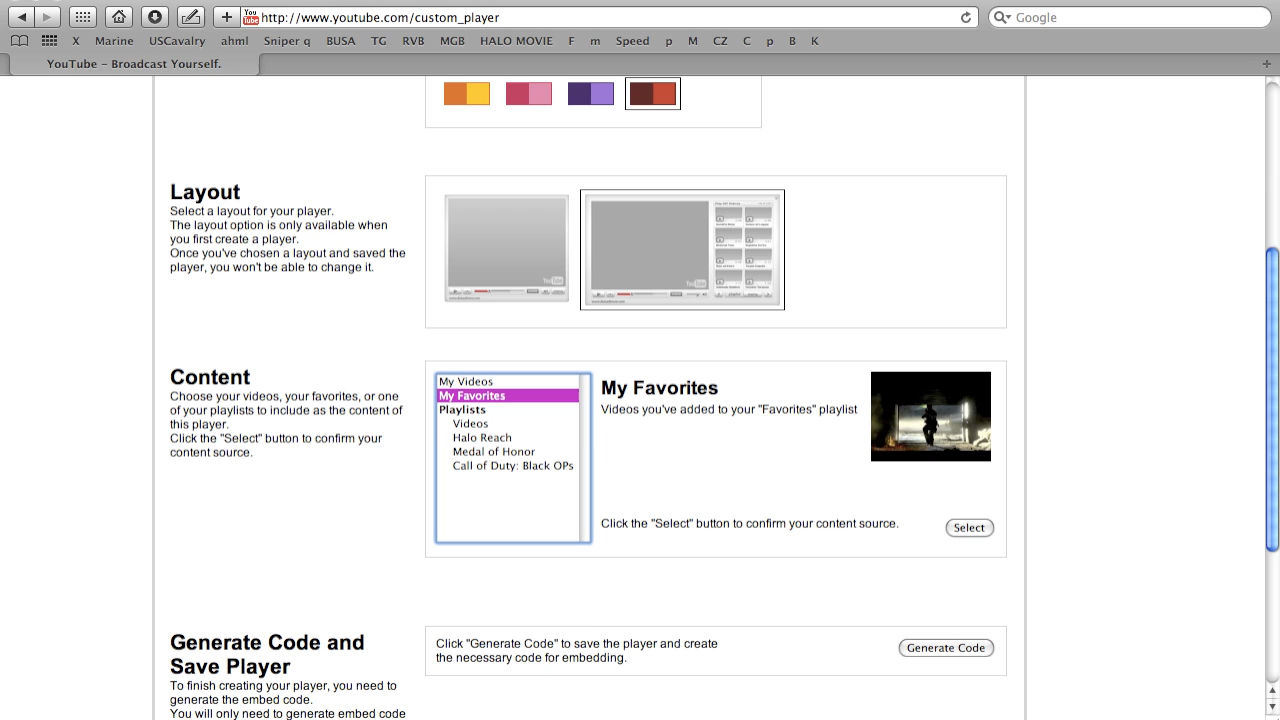 You Tube http://www.youtube.com/custom_player
Google
X Marine USCavalry ahml Sniper q BUSA TG RVB MGB HALO MOVIE F m Speed p M CZ C p B K
YouTube – Broadcast Yourself.
Layout
Select a layout for your player.
The layout option is only available when
you first create a player.
Once you've chosen a layout and saved the
player, you won't be able to change it.
YouTube
YouTube
Content
Choose your videos, your favorites, or one
of your playlists to include as the content of
this player.
Click the "Select" button to confirm your
content source.
My Videos
My Favorites
Playlists
Videos
Halo Reach
Medal of Honor
Call of Duty: Black OPs
My Favorites
Videos you've added to your "Favorites" playlist
Click the "Select" button to confirm your content source.
Select
Generate Code and
Save Player
To finish creating your player, you need to
generate the embed code.
You will only need to generate embed code
Click "Generate Code" to save the player and create
the necessary code for embedding.
Generate Code